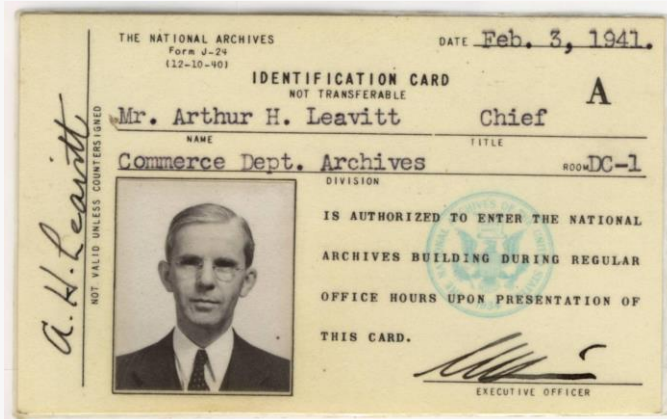 THE NATIONAL ARCHIVES
Form J-24
(12-10-40)
DATE Feb. 3, 1941.
IDENTIFICATION CARD
NOT TRANSFERABLE
A
Mr. Arthur H. Leavitt Chief
NAME TITLE
Commerce Dept. Archives ROOM DC-1
DIVISION
A. H. Leavitt
NOT VALID UNLESS COUNTERSIGNED
IS AUTHORIZED TO ENTER THE NATIONAL
ARCHIVES BUILDING DURING REGULAR
OFFICE HOURS UPON PRESENTATION OF
THIS CARD.
EXECUTIVE OFFICER